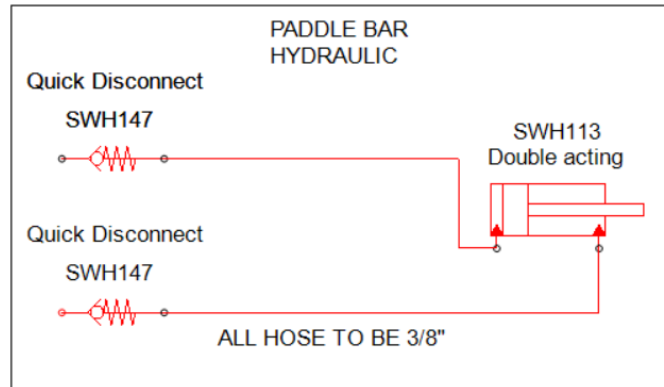 PADDLE BAR
HYDRAULIC
Quick Disconnect
SWH147
SWH113
Double acting
Quick Disconnect
SWH147
ALL HOSE TO BE 3/8"